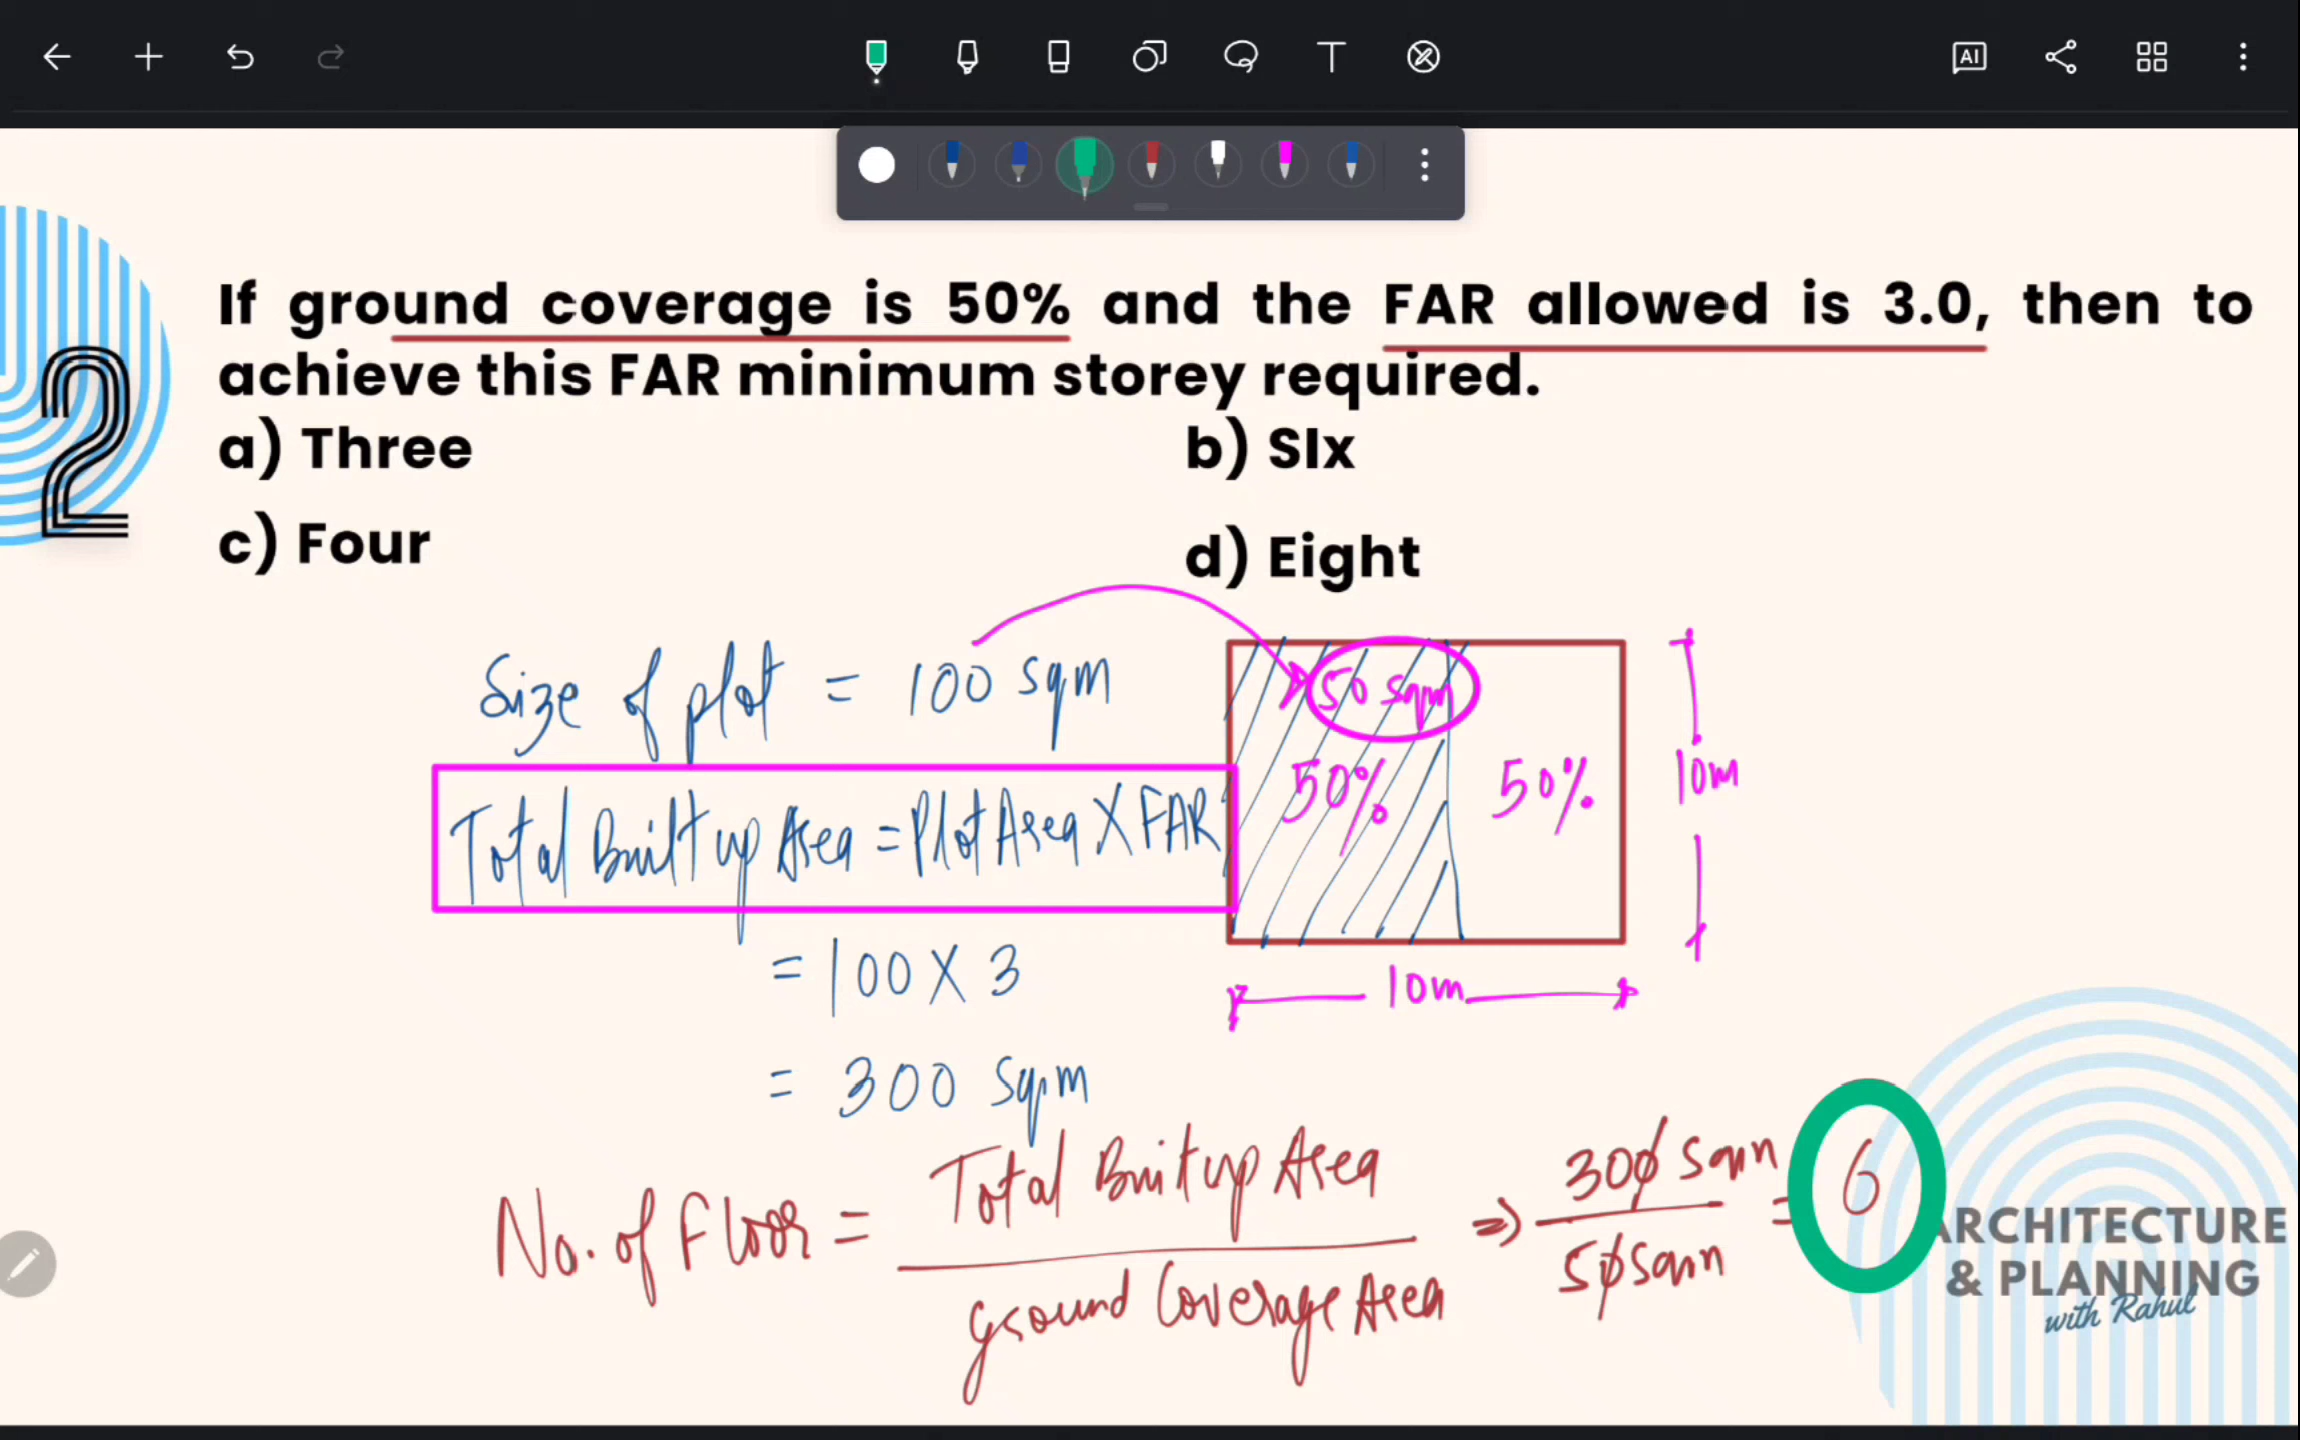 AI
2
If ground coverage is 50% and the FAR allowed is 3.0, then to
achieve this FAR minimum storey required.
a) Three
b) SIx
c) Four
d) Eight
Size of plot = 100 sqm
50 sqm
50%
50%
10m
Total Built up Area = Plot Area X FAR
= 100 X 3
10m
= 300 Sqm
No. of Floor = Total Buitup Area / ground Coverage Area => 300 Sqm / 50 Sqm = 6
ARCHITECTURE
& PLANNING
with Rahul